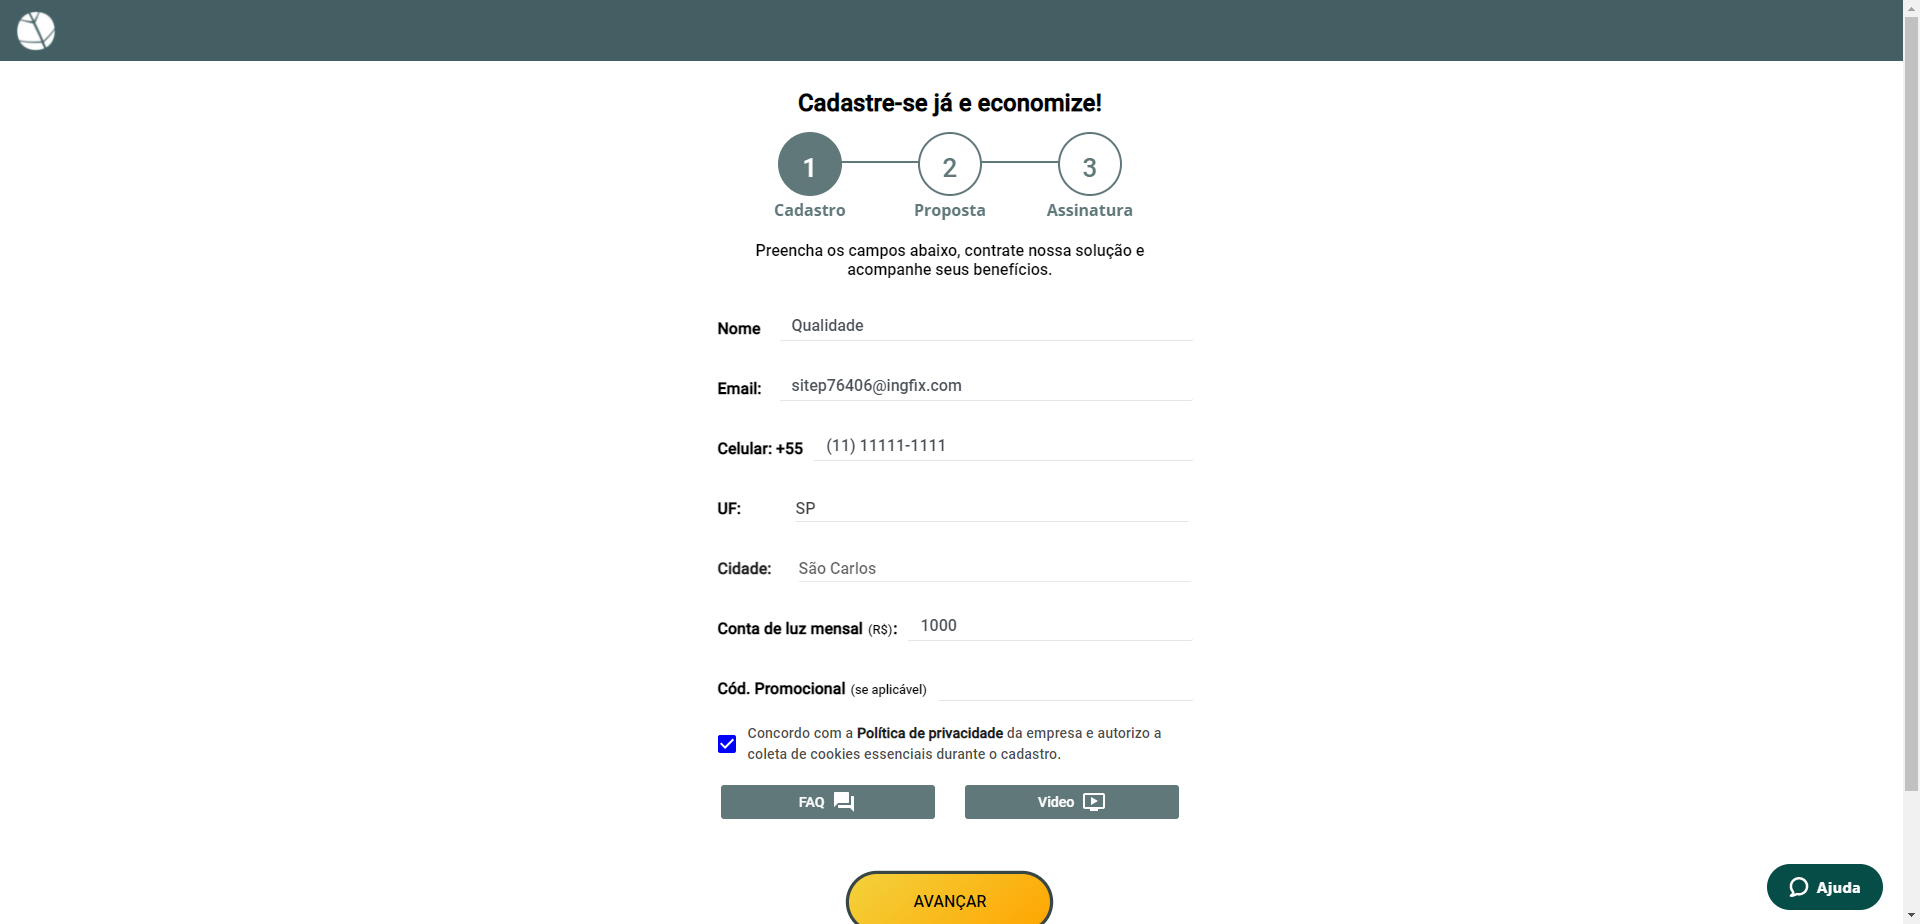 Cadastre-se já e economize!
1 2 3
Cadastro Proposta Assinatura
Preencha os campos abaixo, contrate nossa solução e
acompanhe seus benefícios.
Nome Qualidade
Email: sitep76406@ingfix.com
Celular: +55 (11) 11111-1111
UF: SP
Cidade: São Carlos
Conta de luz mensal (R$): 1000
Cód. Promocional (se aplicável)
Concordo com a Política de privacidade da empresa e autorizo a
coleta de cookies essenciais durante o cadastro.
FAQ Video
AVANÇAR
Ajuda